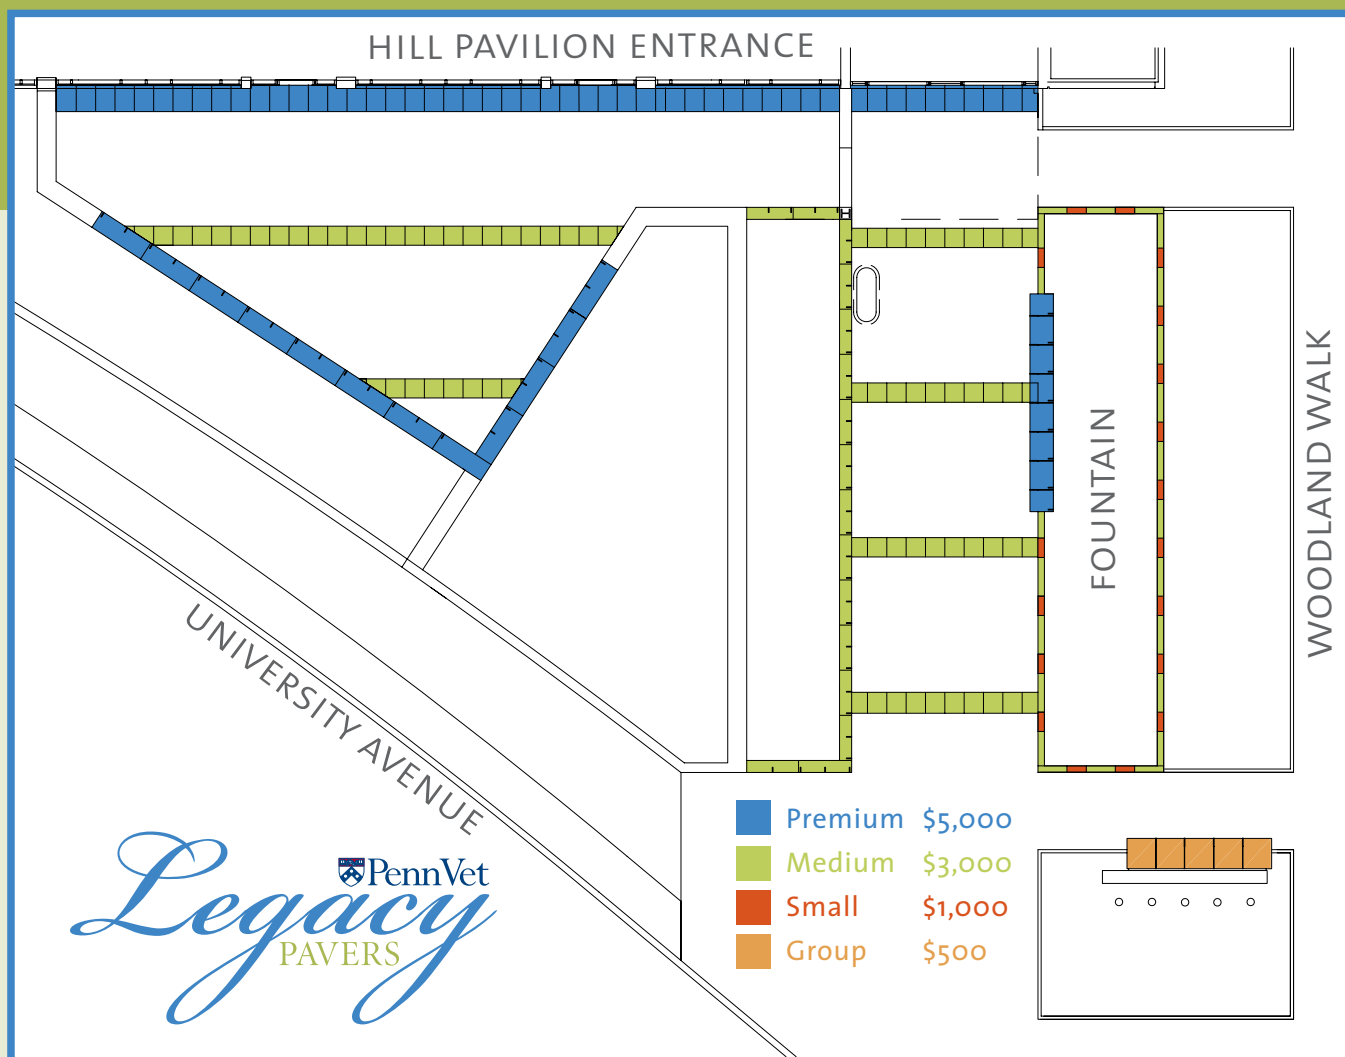 HILL PAVILION ENTRANCE
FOUNTAIN
WOODLAND WALK
UNIVERSITY AVENUE
Premium $5,000
Medium $3,000
Small $1,000
Group $500
PennVet
Legacy
PAVERS